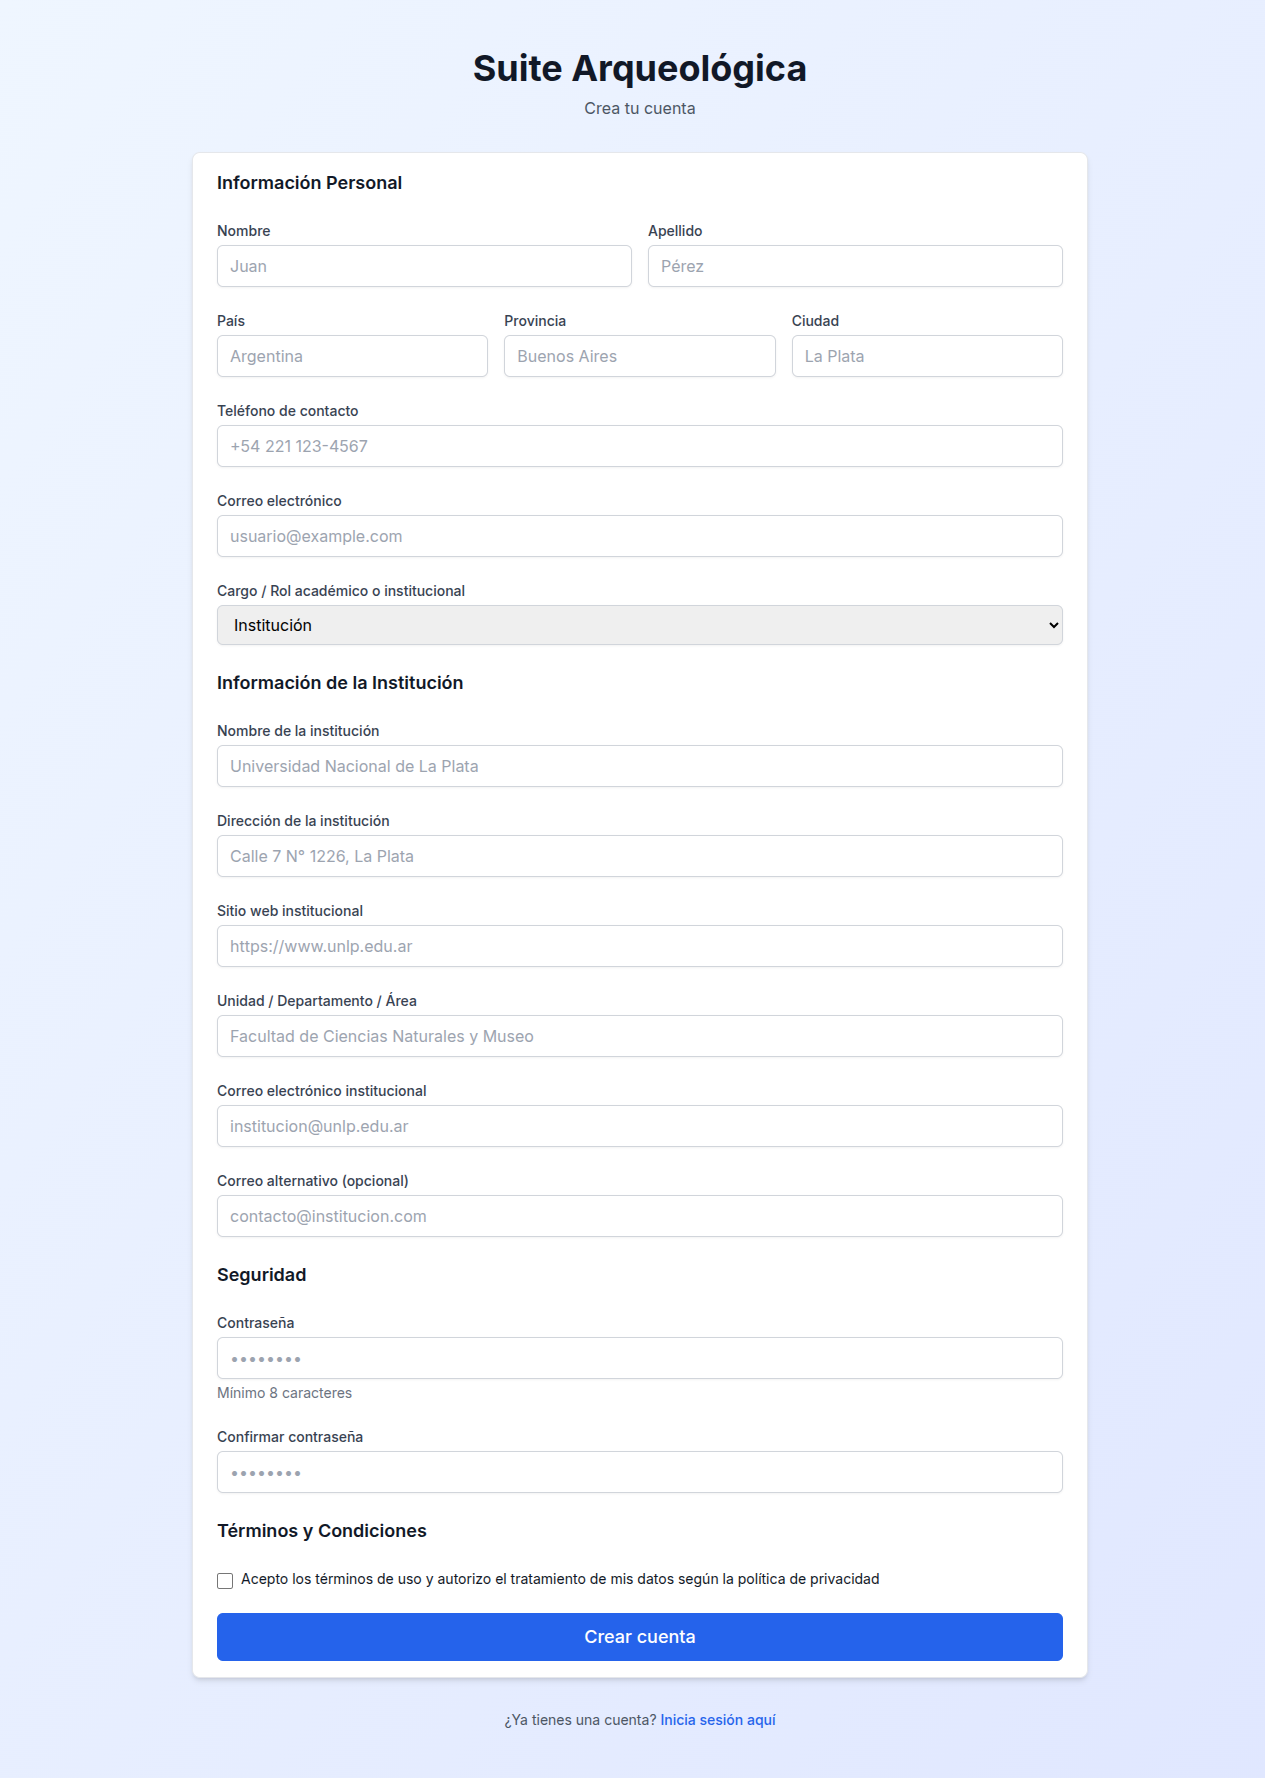 Suite Arqueológica
Crea tu cuenta
Información Personal
Nombre
Apellido
Juan
Pérez
País
Provincia
Ciudad
Argentina
Buenos Aires
La Plata
Teléfono de contacto
+54 221 123-4567
Correo electrónico
usuario@example.com
Cargo / Rol académico o institucional
Institución
Información de la Institución
Nombre de la institución
Universidad Nacional de La Plata
Dirección de la institución
Calle 7 N° 1226, La Plata
Sitio web institucional
https://www.unlp.edu.ar
Unidad / Departamento / Área
Facultad de Ciencias Naturales y Museo
Correo electrónico institucional
institucion@unlp.edu.ar
Correo alternativo (opcional)
contacto@institucion.com
Seguridad
Contraseña
••••••••
Mínimo 8 caracteres
Confirmar contraseña
••••••••
Términos y Condiciones
Acepto los términos de uso y autorizo el tratamiento de mis datos según la política de privacidad
Crear cuenta
¿Ya tienes una cuenta? Inicia sesión aquí